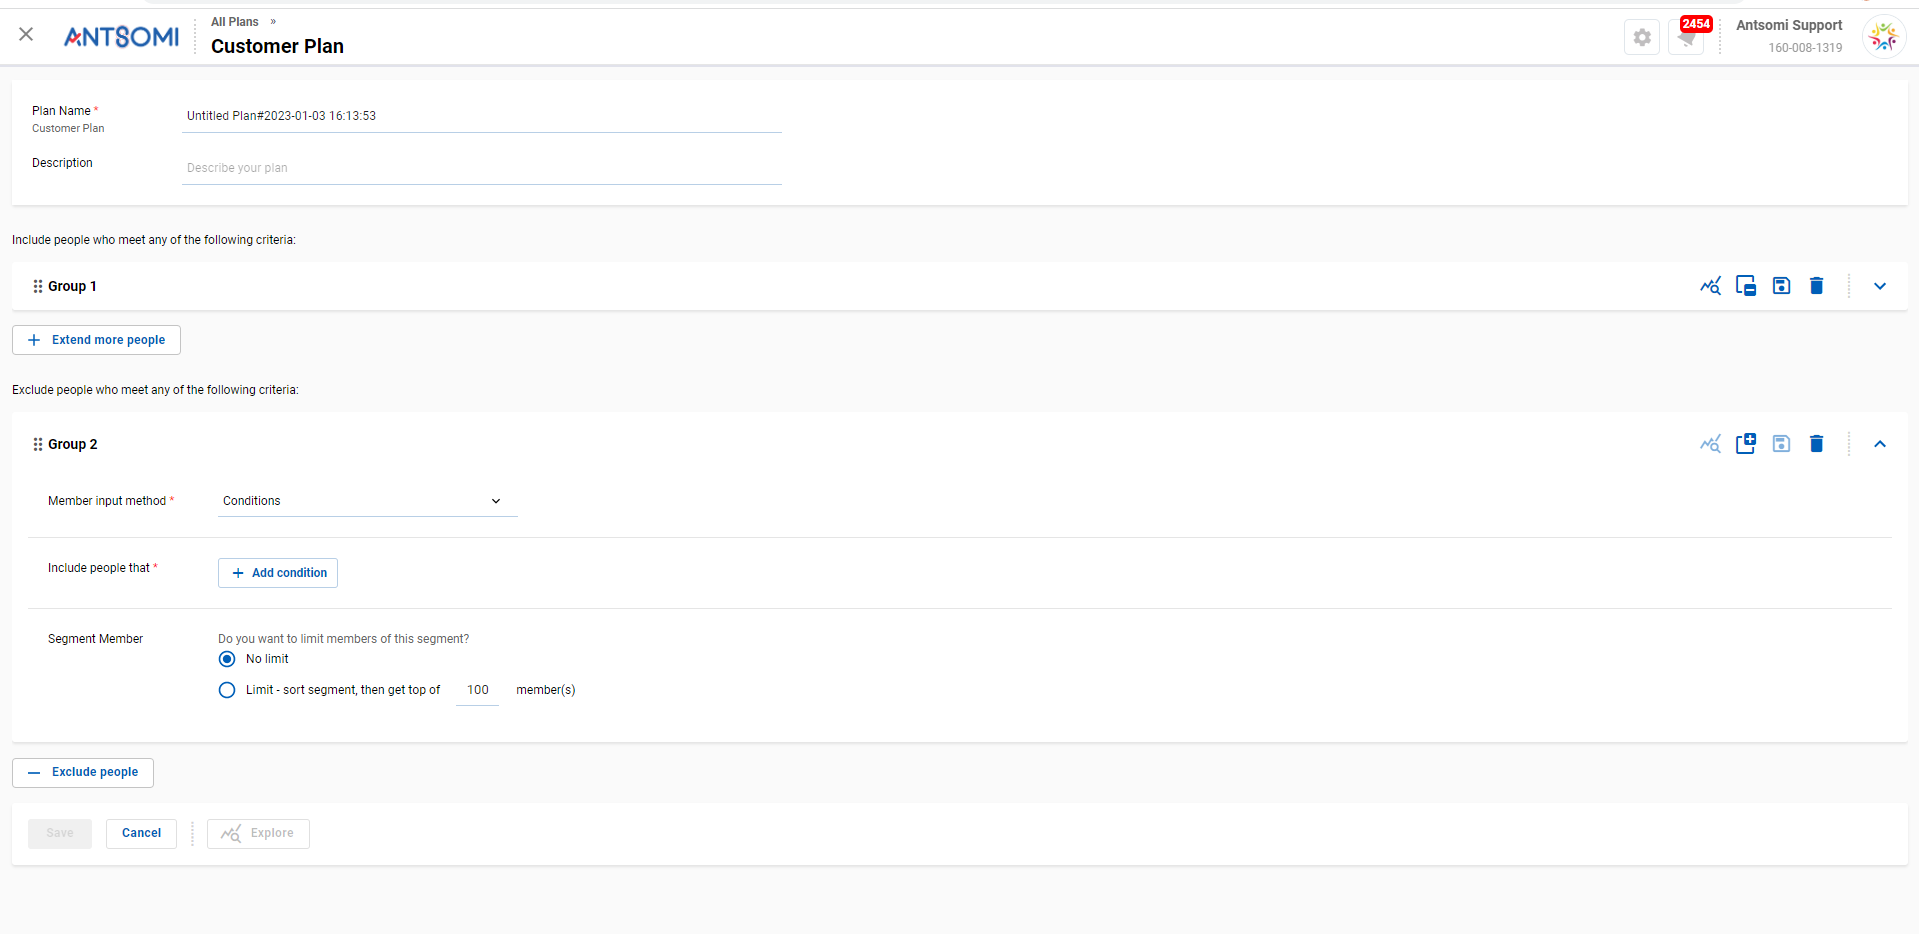 All Plans »
ANTSOMI
Customer Plan
2454
Antsomi Support
160-008-1319
Plan Name *
Customer Plan
Untitled Plan#2023-01-03 16:13:53
Description
Describe your plan
Include people who meet any of the following criteria:
Group 1
+ Extend more people
Exclude people who meet any of the following criteria:
Group 2
Member input method * Conditions
Include people that * + Add condition
Segment Member Do you want to limit members of this segment?
No limit
Limit - sort segment, then get top of 100 member(s)
— Exclude people
Save Cancel Explore